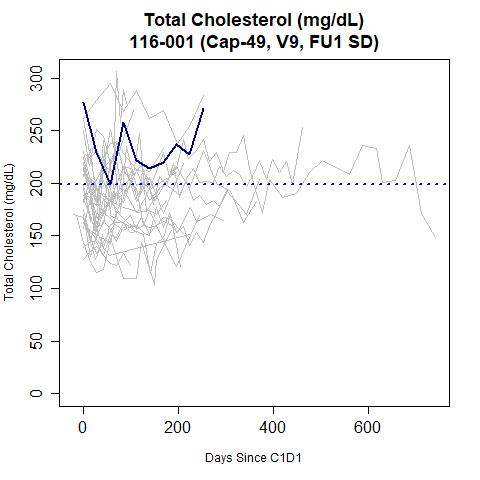 Total Cholesterol (mg/dL)
116-001 (Cap-49, V9, FU1 SD)
Total Cholesterol (mg/dL)
300
250
200
150
100
50
0
0 200 400 600
Days Since C1D1